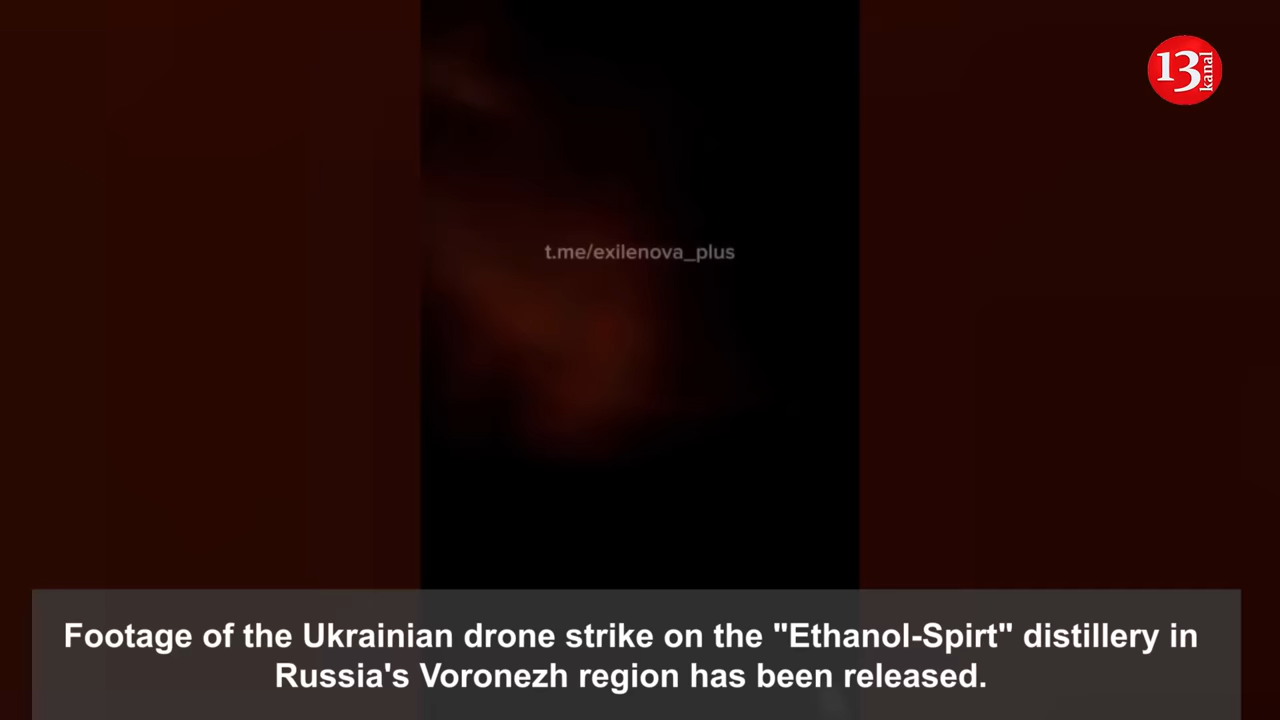 13
kanal
t.me/exilenova_plus
Footage of the Ukrainian drone strike on the "Ethanol-Spirt" distillery in
Russia's Voronezh region has been released.